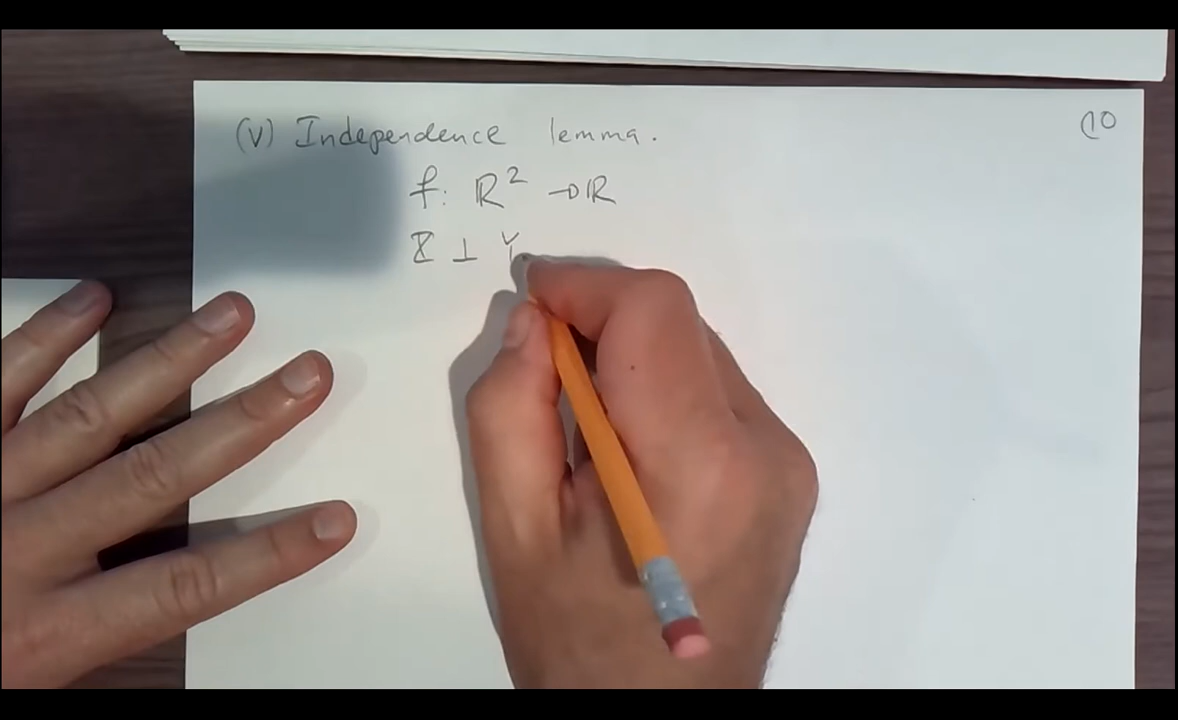 (V) Independence lemma.
(10
f: ℝ² → ℝ
X ⊥ Y